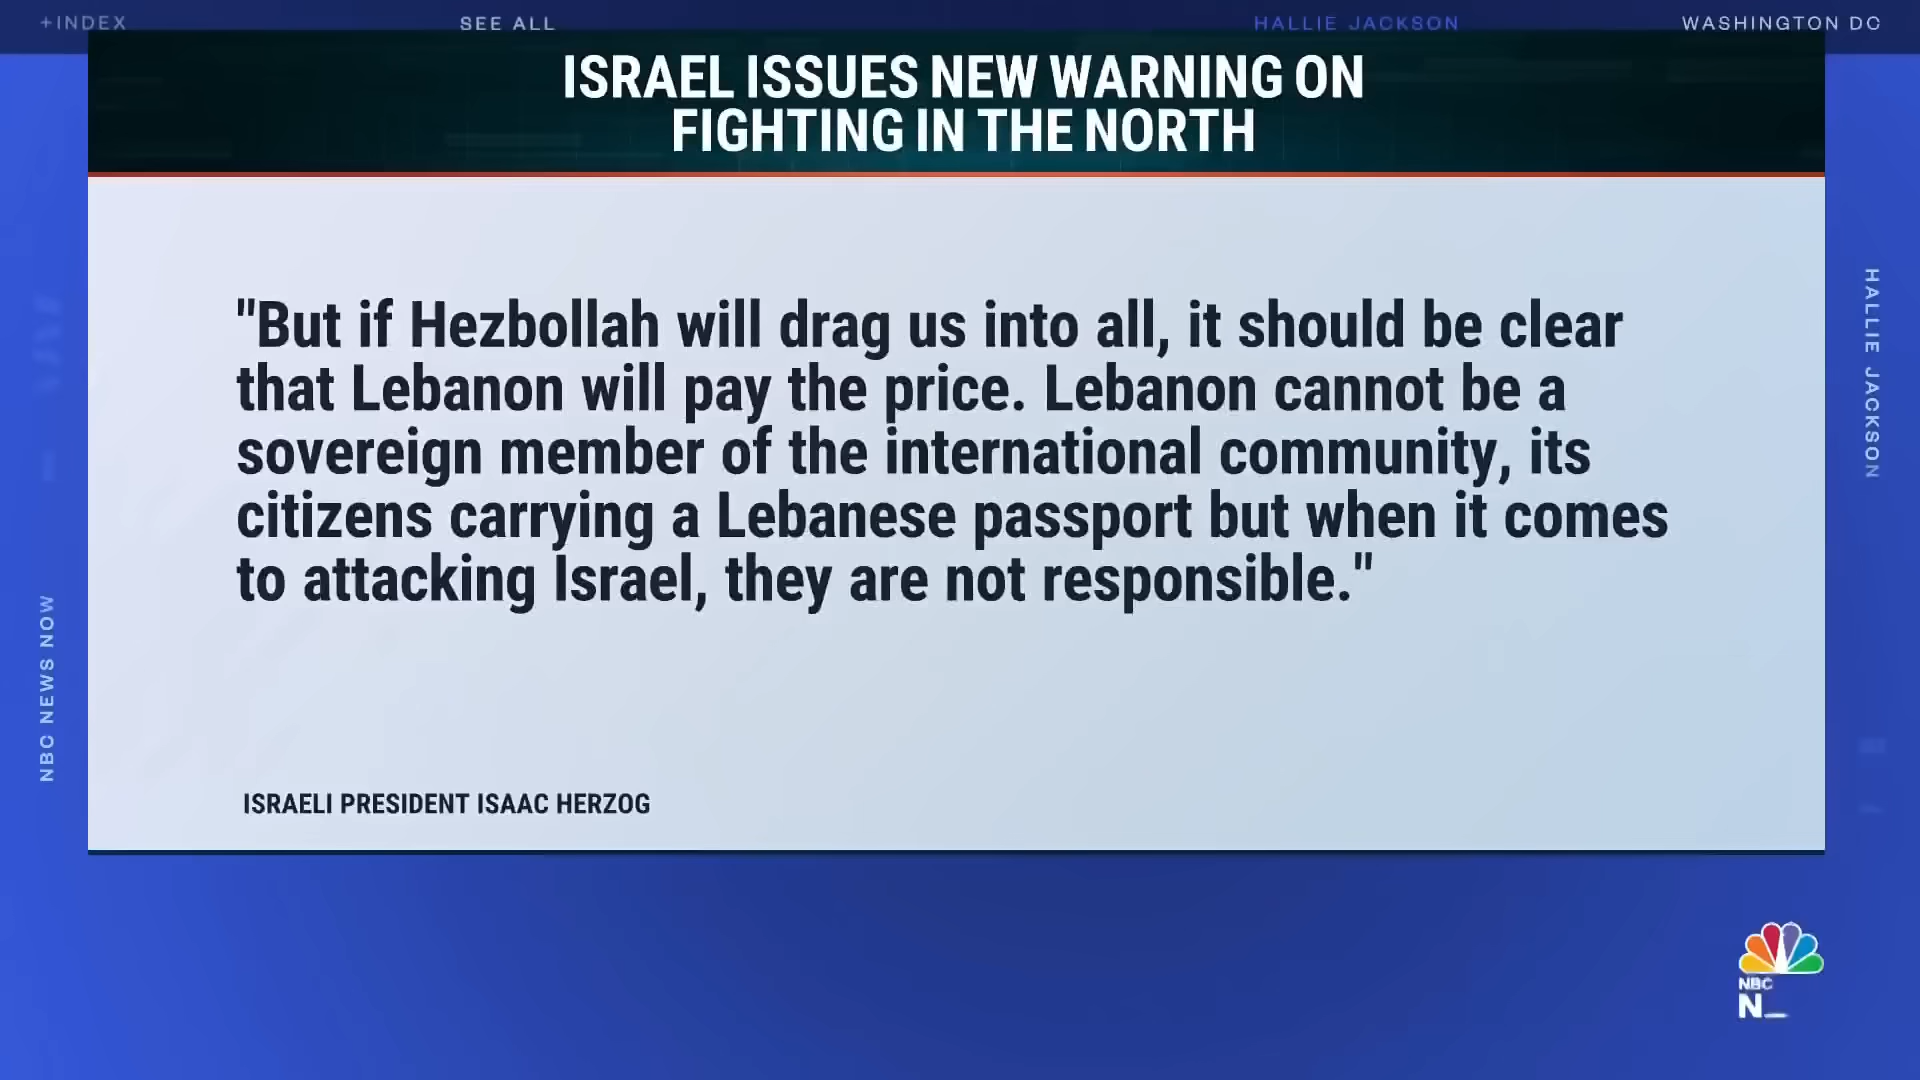 +INDEX
SEE ALL
HALLIE JACKSON
WASHINGTON DC
ISRAEL ISSUES NEW WARNING ON
FIGHTING IN THE NORTH
"But if Hezbollah will drag us into all, it should be clear
that Lebanon will pay the price. Lebanon cannot be a
sovereign member of the international community, its
citizens carrying a Lebanese passport but when it comes
to attacking Israel, they are not responsible."
ISRAELI PRESIDENT ISAAC HERZOG
NBC NEWS NOW
HALLIE JACKSON
NBC
N_